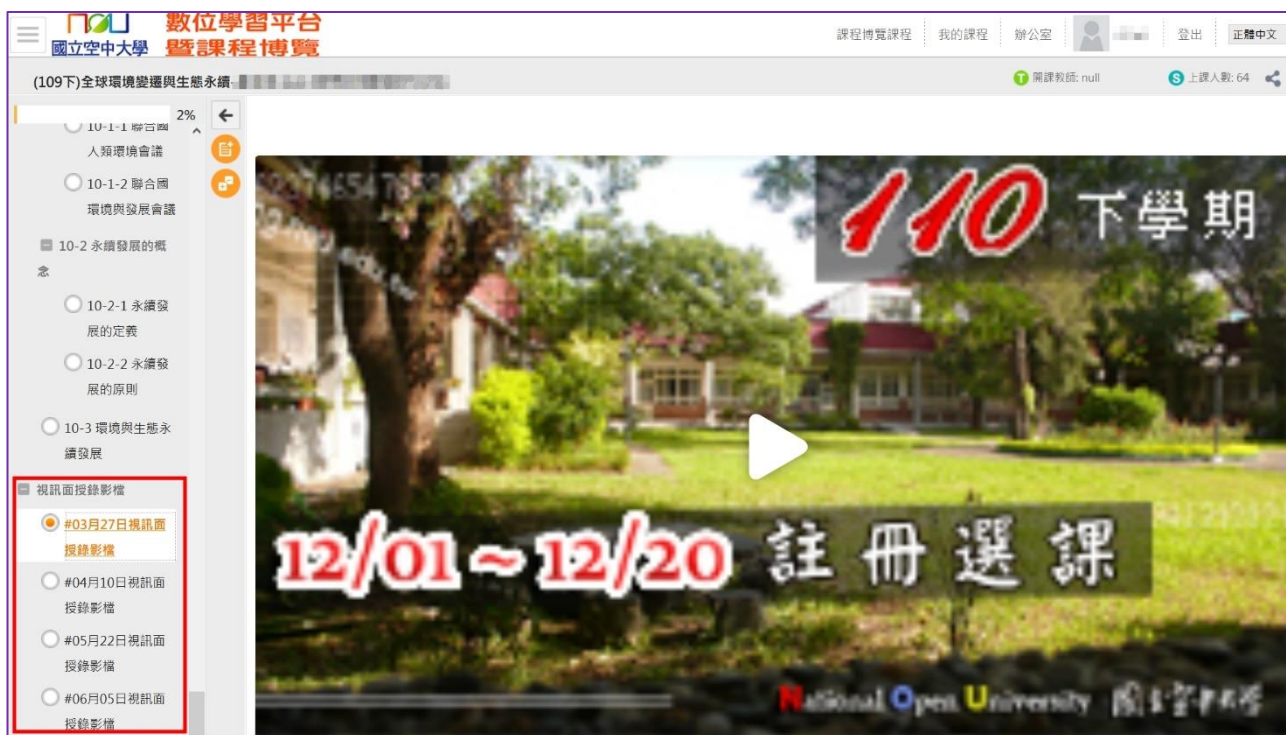 nou
國立空中大學
數位學習平台
暨課程博覽
課程博覽課程
我的課程
辦公室
登出
正體中文
(109下)全球環境變遷與生態永續-
T 開課教師: null
S 上課人數: 64
2%
10-1-1 聯合國
人類環境會議
10-1-2 聯合國
環境與發展會議
10-2 永續發展的概
念
10-2-1 永續發
展的定義
10-2-2 永續發
展的原則
10-3 環境與生態永
續發展
視訊面授錄影檔
#03月27日視訊面
授錄影檔
#04月10日視訊面
授錄影檔
#05月22日視訊面
授錄影檔
#06月05日視訊面
授錄影檔
110 下學期
12/01~12/20 註冊選課
National Open University 國立空中大學